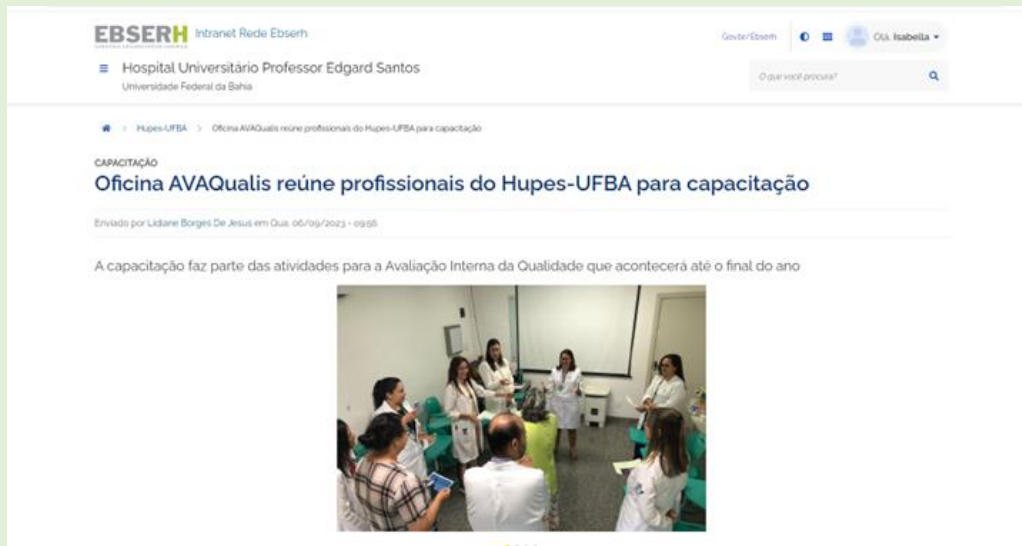 EBSERH Intranet Rede Ebserh
Gov.br/Ebserh
Olá, Isabella
Hospital Universitário Professor Edgard Santos
Universidade Federal da Bahia
O que você procura?
Hupes-UFBA > Oficina AVAQualis reúne profissionais do Hupes-UFBA para capacitação
CAPACITAÇÃO
Oficina AVAQualis reúne profissionais do Hupes-UFBA para capacitação
Enviado por Lidiane Borges De Jesus em Qua, 06/09/2023 - 09:56
A capacitação faz parte das atividades para a Avaliação Interna da Qualidade que acontecerá até o final do ano